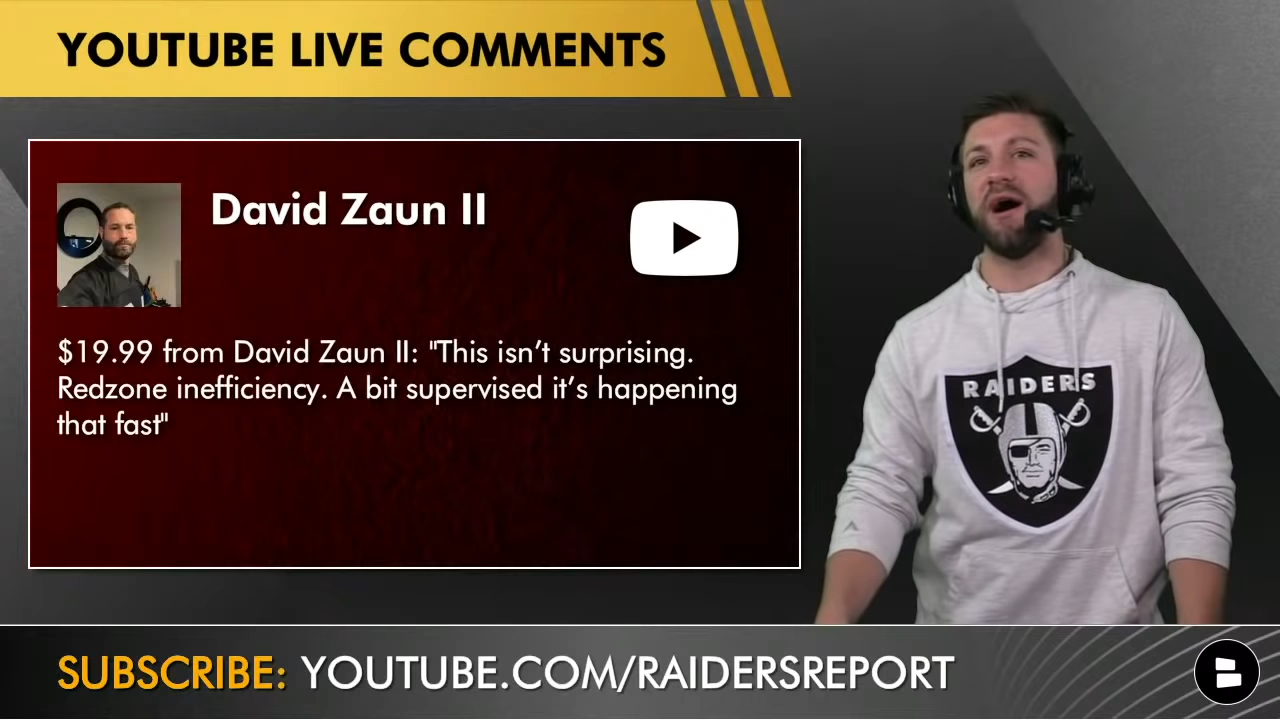 YOUTUBE LIVE COMMENTS
David Zaun II
$19.99 from David Zaun II: "This isn't surprising.
Redzone inefficiency. A bit supervised it's happening
that fast"
RAIDERS
SUBSCRIBE: YOUTUBE.COM/RAIDERSREPORT